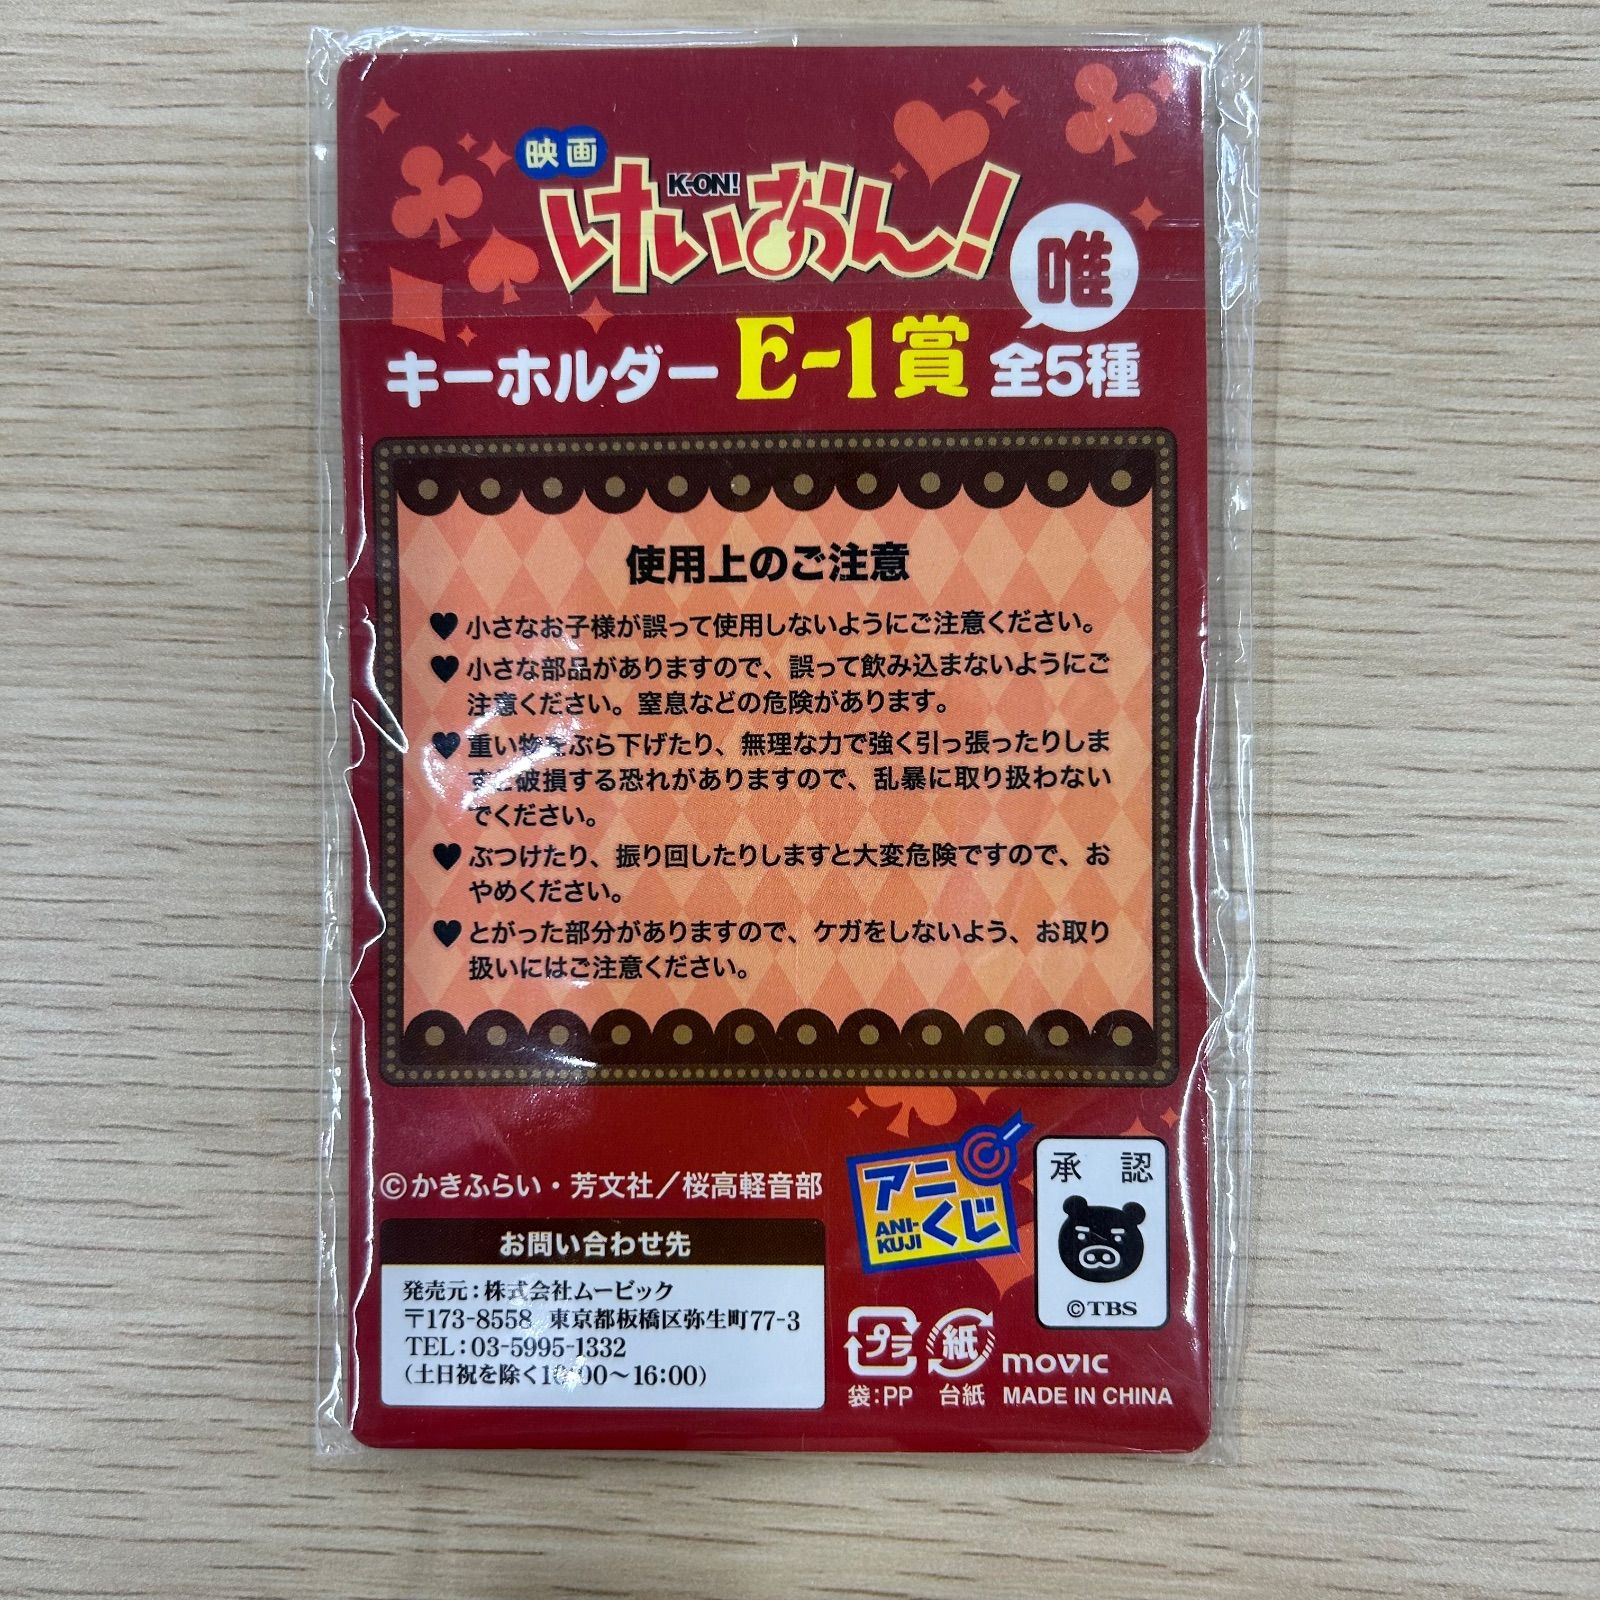 映画
けいおん!
K-ON!
唯
キーホルダー E-1賞 全5種
使用上のご注意
♥ 小さなお子様が誤って使用しないようにご注意ください。
♥ 小さな部品がありますので、誤って飲み込まないようにご
注意ください。窒息などの危険があります。
♥ 重い物をぶら下げたり、無理な力で強く引っ張ったりしま
すと破損する恐れがありますので、乱暴に取り扱わない
でください。
♥ ぶつけたり、振り回したりしますと大変危険ですので、お
やめください。
♥ とがった部分がありますので、ケガをしないよう、お取り
扱いにはご注意ください。
©かきふらい・芳文社／桜高軽音部
お問い合わせ先
発売元：株式会社ムービック
〒173-8558 東京都板橋区弥生町77-3
TEL：03-5995-1332
（土日祝を除く10:00～16:00）
アニくじ
ANI-KUJI
承認
©TBS
プラ
袋：PP
紙
台紙
movic
MADE IN CHINA